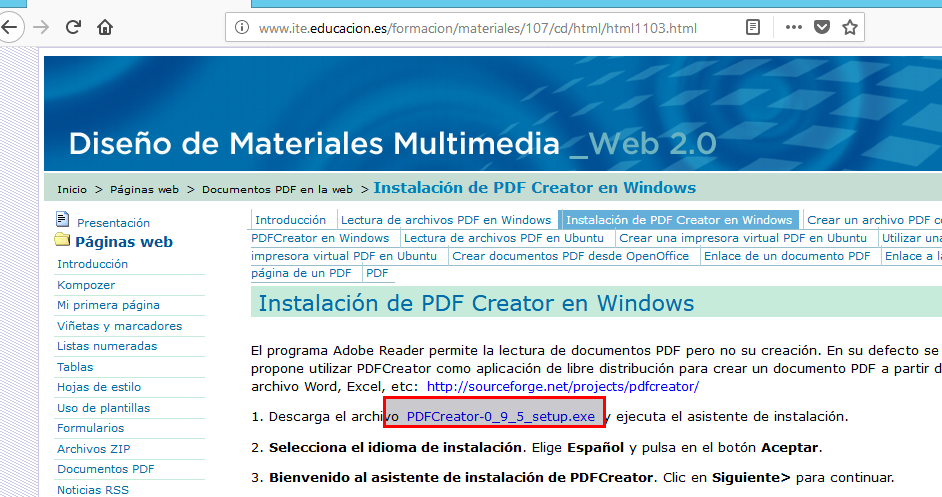 www.ite.educacion.es/formacion/materiales/107/cd/html/html1103.html
Diseño de Materiales Multimedia _Web 2.0
Inicio > Páginas web > Documentos PDF en la web > Instalación de PDF Creator en Windows
Presentación
Páginas web
Introducción
Kompozer
Mi primera página
Viñetas y marcadores
Listas numeradas
Tablas
Hojas de estilo
Uso de plantillas
Formularios
Archivos ZIP
Documentos PDF
Noticias RSS
Introducción Lectura de archivos PDF en Windows Instalación de PDF Creator en Windows Crear un archivo PDF c
PDFCreator en Windows Lectura de archivos PDF en Ubuntu Crear una impresora virtual PDF en Ubuntu Utilizar una
impresora virtual PDF en Ubuntu Crear documentos PDF desde OpenOffice Enlace de un documento PDF Enlace a la
página de un PDF PDF
Instalación de PDF Creator en Windows
El programa Adobe Reader permite la lectura de documentos PDF pero no su creación. En su defecto se
propone utilizar PDFCreator como aplicación de libre distribución para crear un documento PDF a partir d
archivo Word, Excel, etc: http://sourceforge.net/projects/pdfcreator/
1. Descarga el archivo PDFCreator-0_9_5_setup.exe y ejecuta el asistente de instalación.
2. Selecciona el idioma de instalación. Elige Español y pulsa en el botón Aceptar.
3. Bienvenido al asistente de instalación de PDFCreator. Clic en Siguiente> para continuar.